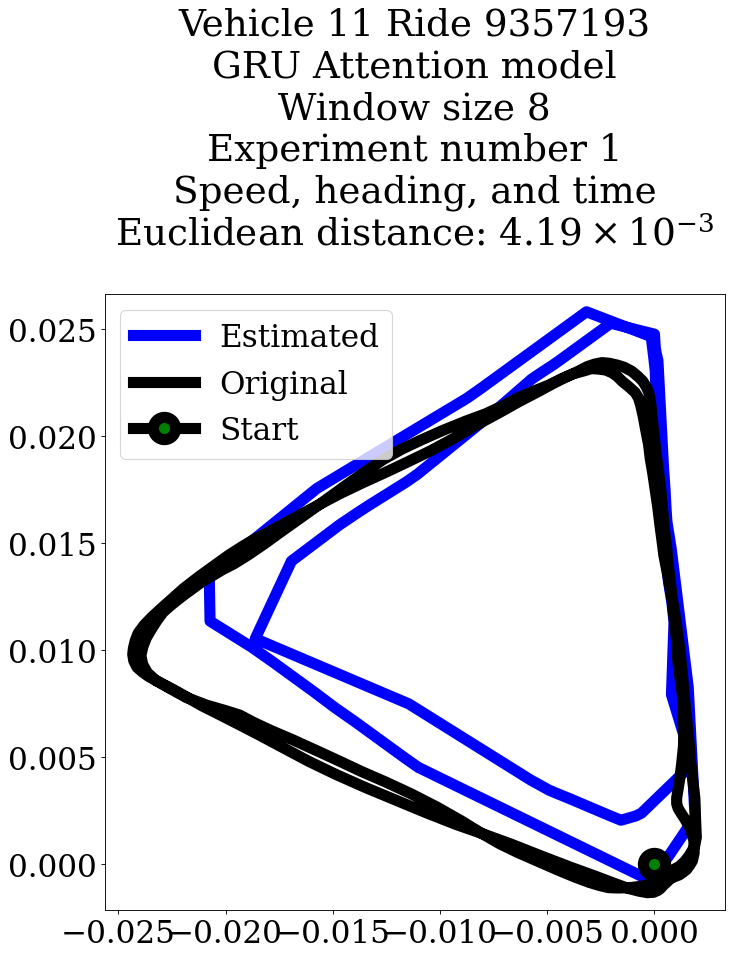 Vehicle 11 Ride 9357193
GRU Attention model
Window size 8
Experiment number 1
Speed, heading, and time
Euclidean distance: 4.19 × 10⁻³
Estimated
Original
Start
0.025
0.020
0.015
0.010
0.005
0.000
−0.025 −0.020 −0.015 −0.010 −0.005 0.000